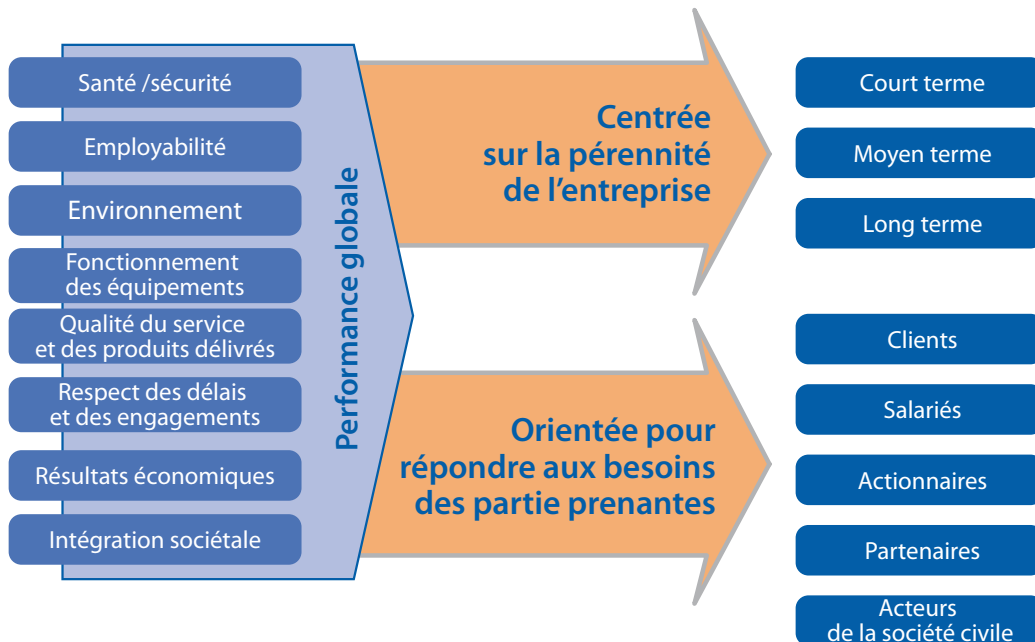 Santé /sécurité
Employabilité
Environnement
Fonctionnement
des équipements
Qualité du service
et des produits délivrés
Respect des délais
et des engagements
Résultats économiques
Intégration sociétale
Performance globale
Centrée
sur la pérennité
de l’entreprise
Orientée pour
répondre aux besoins
des partie prenantes
Court terme
Moyen terme
Long terme
Clients
Salariés
Actionnaires
Partenaires
Acteurs
de la société civile